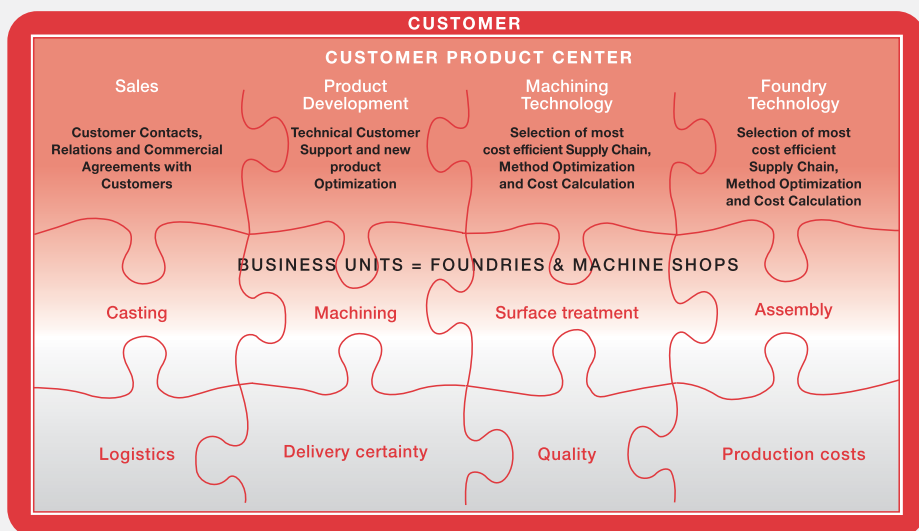 CUSTOMER
CUSTOMER PRODUCT CENTER
Sales
Customer Contacts,
Relations and Commercial
Agreements with
Customers
Product
Development
Technical Customer
Support and new
product
Optimization
Machining
Technology
Selection of most
cost efficient Supply Chain,
Method Optimization
and Cost Calculation
Foundry
Technology
Selection of most
cost efficient
Supply Chain,
Method Optimization
and Cost Calculation
BUSINESS UNITS = FOUNDRIES & MACHINE SHOPS
Casting
Machining
Surface treatment
Assembly
Logistics
Delivery certainty
Quality
Production costs